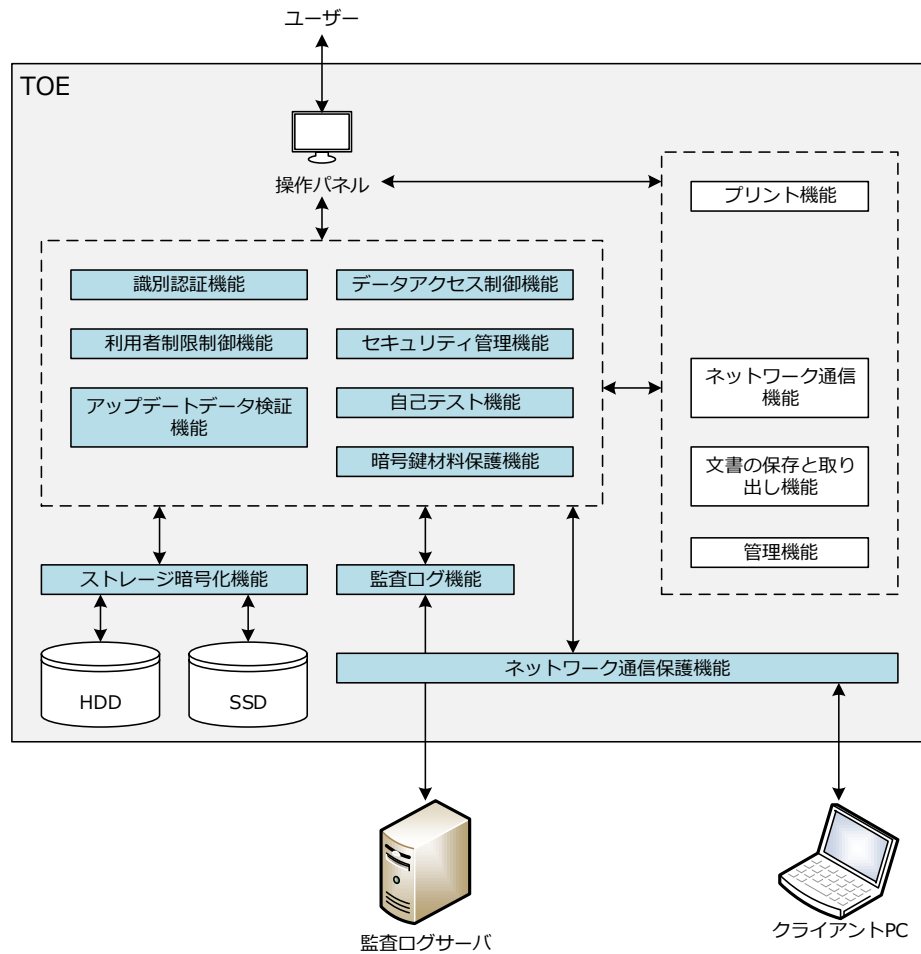 ユーザー
TOE
操作パネル
プリント機能
識別認証機能
データアクセス制御機能
利用者制限制御機能
セキュリティ管理機能
アップデートデータ検証
機能
自己テスト機能
暗号鍵材料保護機能
ネットワーク通信
機能
文書の保存と取り
出し機能
管理機能
ストレージ暗号化機能
監査ログ機能
ネットワーク通信保護機能
HDD
SSD
監査ログサーバ
クライアントPC